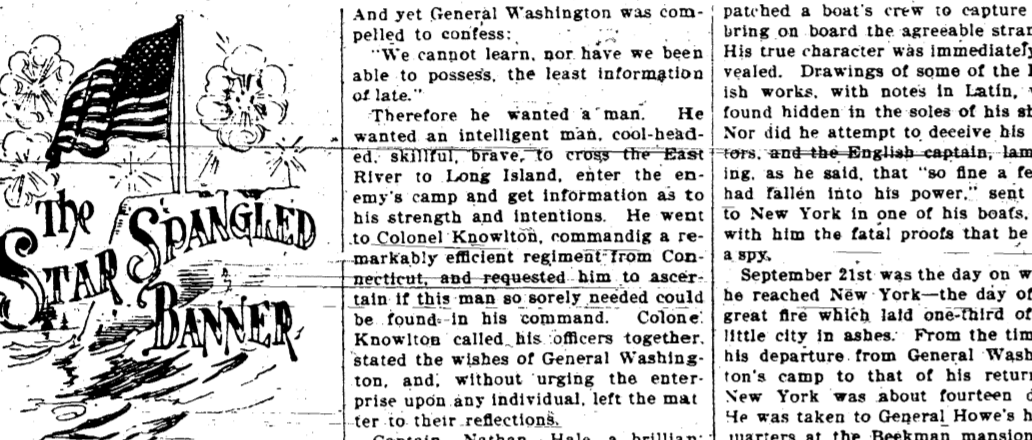 The
STAR SPANGLED
BANNER
And yet General Washington was com-
pelled to confess:
"We cannot learn, nor have we been
able to possess, the least information
of late."
Therefore he wanted a man. He
wanted an intelligent man, cool-head-
ed, skillful, brave, to cross the East
River to Long Island, enter the en-
emy's camp and get information as to
his strength and intentions. He went
to Colonel Knowlton, commandig a re-
markably efficient regiment from Con-
necticut, and requested him to ascer-
tain if this man so sorely needed could
be found in his command. Colone
Knowlton called his officers together,
stated the wishes of General Washing-
ton, and, without urging the enter-
prise upon any individual, left the mat
ter to their reflections.
Captain Nathan Hale a brillian
patched a boat's crew to capture
bring on board the agreeable stran
His true character was immediately
vealed. Drawings of some of the
ish works, with notes in Latin,
found hidden in the soles of his s
Nor did he attempt to deceive his
tors, and the English captain, lam
ing, as he said, that "so fine a fe
had fallen into his power," sent
to New York in one of his boats,
with him the fatal proofs that he
a spy.
September 21st was the day on w
he reached New York—the day of
great fire which laid one-third of
little city in ashes. From the tim
his departure from General Wash
ton's camp to that of his return
New York was about fourteen d
He was taken to General Howe's h
quarters at the Beekman mansion